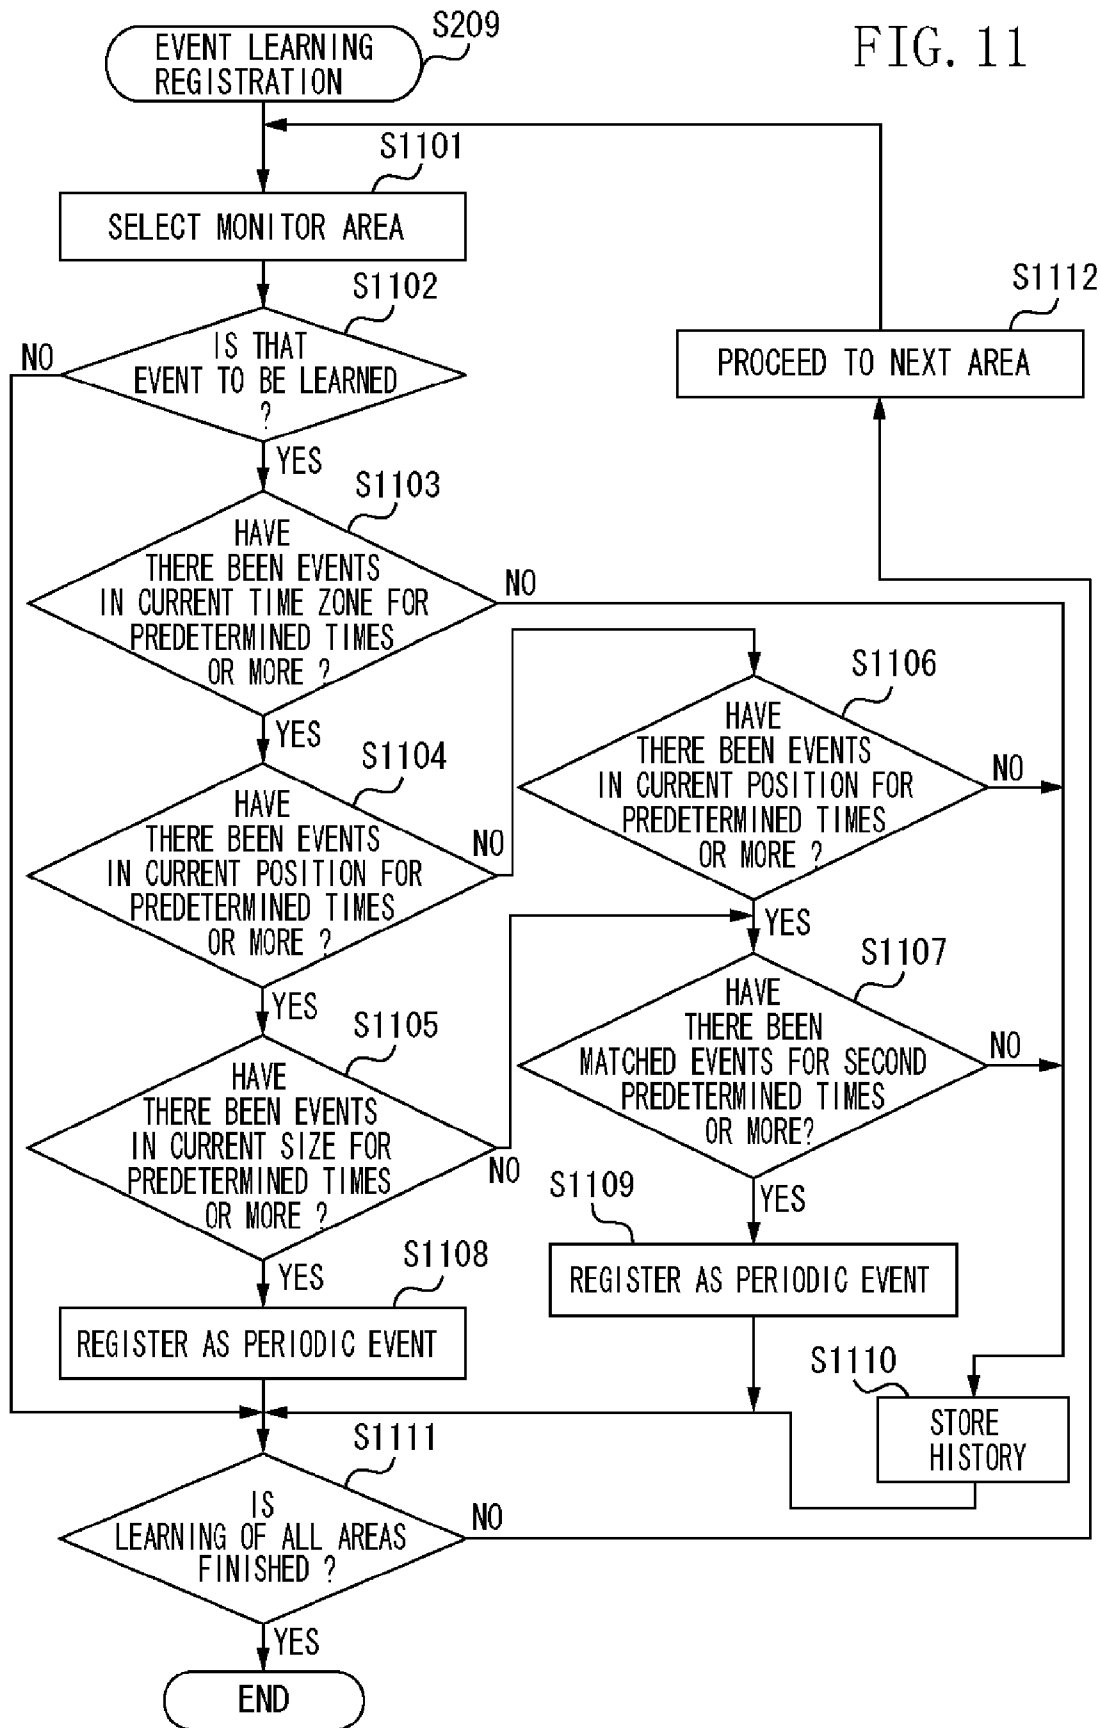 FIG. 11
EVENT LEARNING
REGISTRATION
S209
S1101
SELECT MONITOR AREA
S1102
IS THAT
EVENT TO BE LEARNED
?
NO
YES
S1112
PROCEED TO NEXT AREA
S1103
HAVE
THERE BEEN EVENTS
IN CURRENT TIME ZONE FOR
PREDETERMINED TIMES
OR MORE ?
NO
YES
S1104
HAVE
THERE BEEN EVENTS
IN CURRENT POSITION FOR
PREDETERMINED TIMES
OR MORE ?
NO
YES
S1106
HAVE
THERE BEEN EVENTS
IN CURRENT POSITION FOR
PREDETERMINED TIMES
OR MORE ?
NO
YES
S1105
HAVE
THERE BEEN EVENTS
IN CURRENT SIZE FOR
PREDETERMINED TIMES
OR MORE ?
NO
YES
S1107
HAVE
THERE BEEN
MATCHED EVENTS FOR SECOND
PREDETERMINED TIMES
OR MORE?
NO
YES
S1108
REGISTER AS PERIODIC EVENT
S1109
REGISTER AS PERIODIC EVENT
S1110
STORE
HISTORY
S1111
IS
LEARNING OF ALL AREAS
FINISHED ?
NO
YES
END